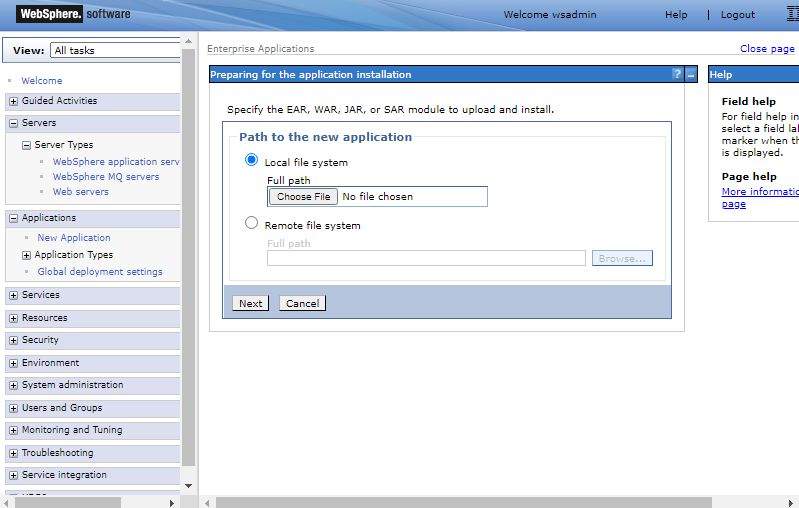 WebSphere. software
Welcome wsadmin
Help
Logout
View: All tasks
Welcome
Guided Activities
Servers
Server Types
WebSphere application serv
WebSphere MQ servers
Web servers
Applications
New Application
Application Types
Global deployment settings
Services
Resources
Security
Environment
System administration
Users and Groups
Monitoring and Tuning
Troubleshooting
Service integration
Enterprise Applications
Close page
Preparing for the application installation
?
Specify the EAR, WAR, JAR, or SAR module to upload and install.
Path to the new application
Local file system
Full path
Choose File No file chosen
Remote file system
Full path
Browse...
Next Cancel
Help
Field help
For field help in
select a field la
marker when th
is displayed.
Page help
More informatio
page